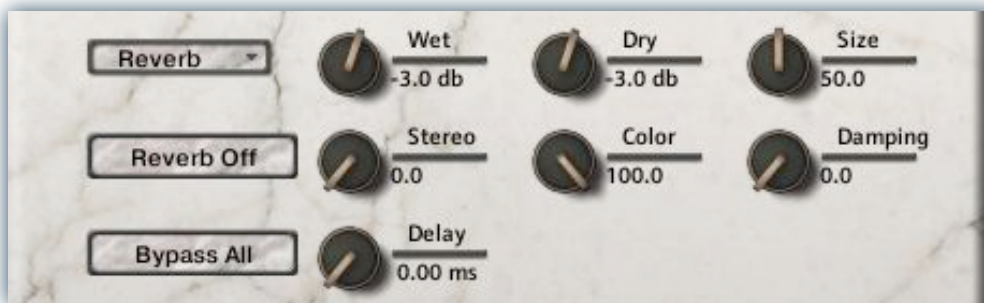 Reverb
Wet
-3.0 db
Dry
-3.0 db
Size
50.0
Reverb Off
Stereo
0.0
Color
100.0
Damping
0.0
Bypass All
Delay
0.00 ms